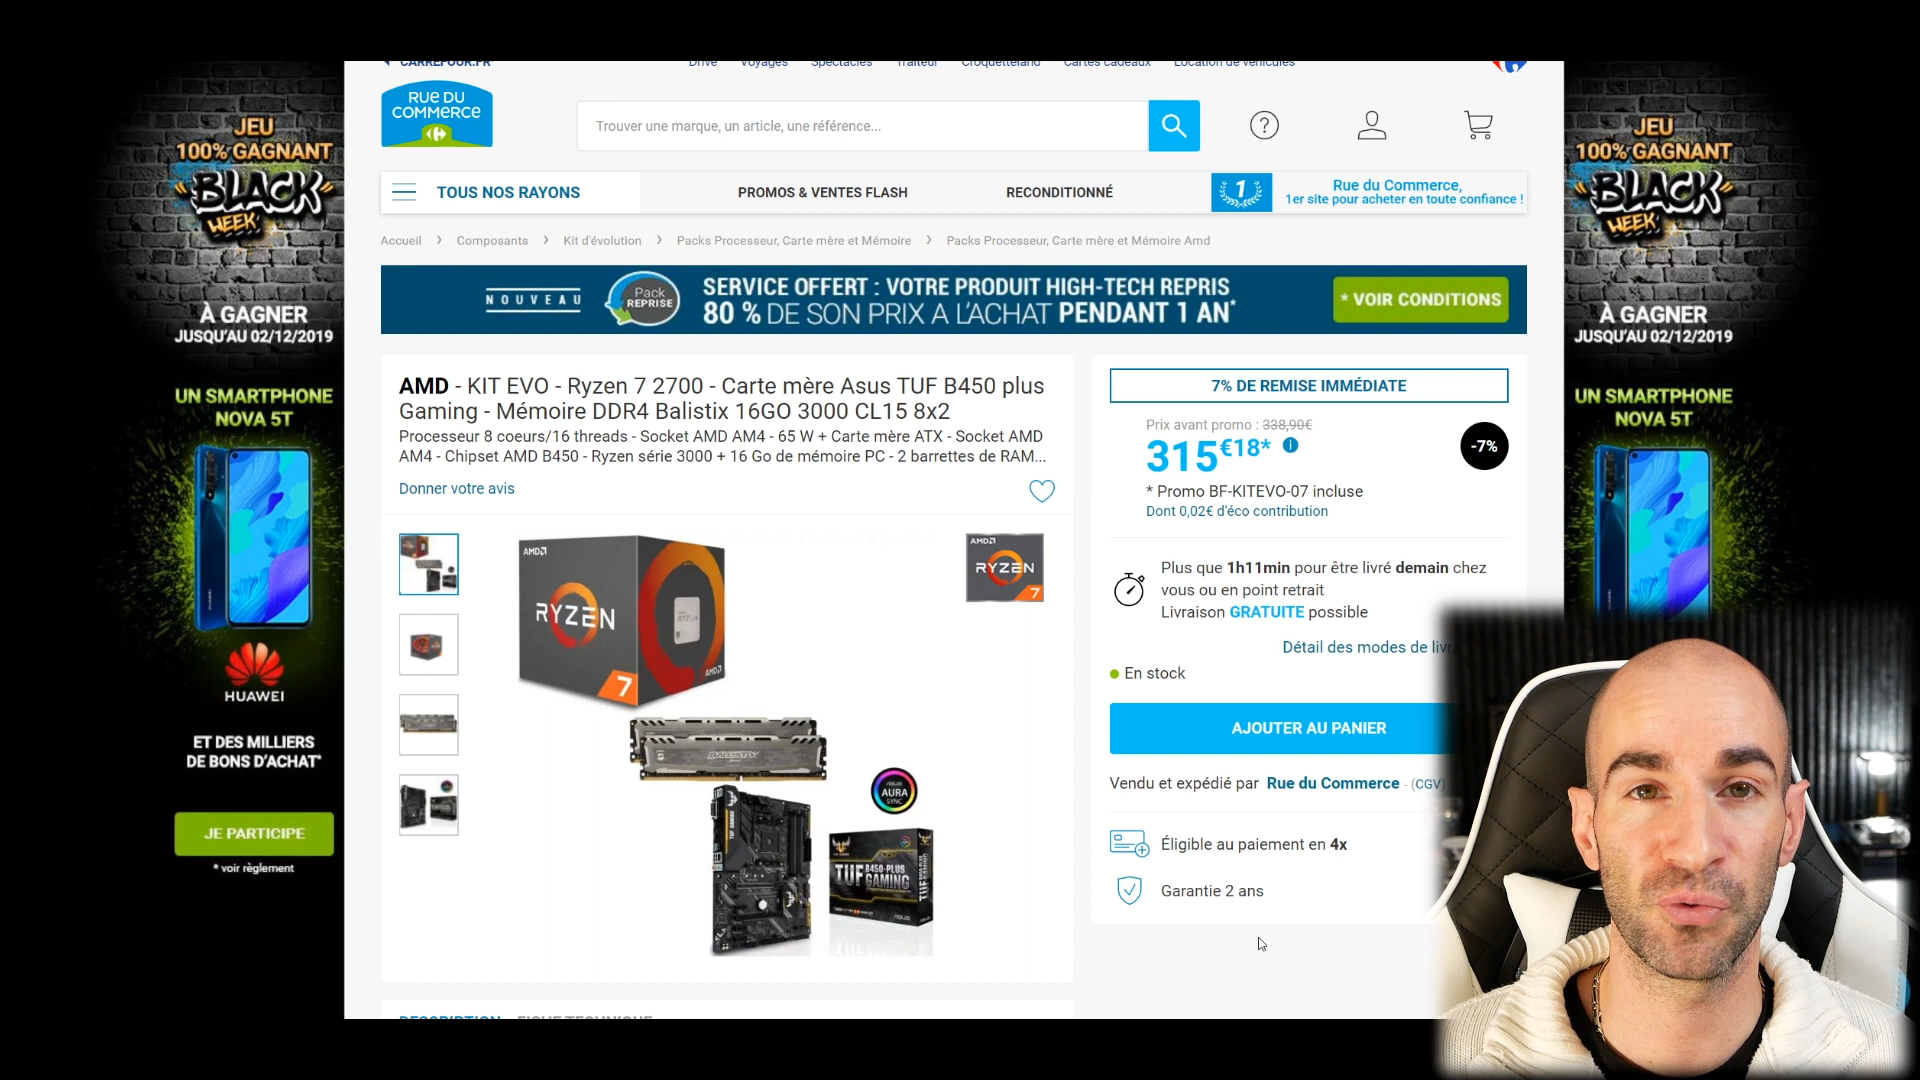 CARREFOUR.FR
Drive Voyages Spectacles Traiteur Croquetteland Cartes cadeaux Location de véhicules
RUE DU
COMMERCE
Trouver une marque, un article, une référence...
?
TOUS NOS RAYONS
PROMOS & VENTES FLASH
RECONDITIONNÉ
1
Rue du Commerce,
1er site pour acheter en toute confiance !
Accueil > Composants > Kit d'évolution > Packs Processeur, Carte mère et Mémoire > Packs Processeur, Carte mère et Mémoire Amd
NOUVEAU
Pack
REPRISE
SERVICE OFFERT : VOTRE PRODUIT HIGH-TECH REPRIS
80 % DE SON PRIX A L'ACHAT PENDANT 1 AN*
* VOIR CONDITIONS
JEU
100% GAGNANT
"BLACK"
WEEK
À GAGNER
JUSQU'AU 02/12/2019
UN SMARTPHONE
NOVA 5T
HUAWEI
ET DES MILLIERS
DE BONS D'ACHAT*
JE PARTICIPE
* voir règlement
AMD - KIT EVO - Ryzen 7 2700 - Carte mère Asus TUF B450 plus
Gaming - Mémoire DDR4 Balistix 16GO 3000 CL15 8x2
Processeur 8 coeurs/16 threads - Socket AMD AM4 - 65 W + Carte mère ATX - Socket AMD
AM4 - Chipset AMD B450 - Ryzen série 3000 + 16 Go de mémoire PC - 2 barrettes de RAM...
Donner votre avis
AMD
RYZEN
7
AMD
AMD
RYZEN
7
BALLISTIX
AURA
SYNC
TUF GAMING
B450-PLUS
TUF GAMING
7% DE REMISE IMMÉDIATE
Prix avant promo : 338,90€
315€18*
-7%
* Promo BF-KITEVO-07 incluse
Dont 0,02€ d'éco contribution
Plus que 1h11min pour être livré demain chez
vous ou en point retrait
Livraison GRATUITE possible
Détail des modes de livra
En stock
AJOUTER AU PANIER
Vendu et expédié par Rue du Commerce - (CGV)
Éligible au paiement en 4x
Garantie 2 ans
DESCRIPTION FICHE TECHNIQUE
JEU
100% GAGNANT
"BLACK"
WEEK
À GAGNER
JUSQU'AU 02/12/2019
UN SMARTPHONE
NOVA 5T